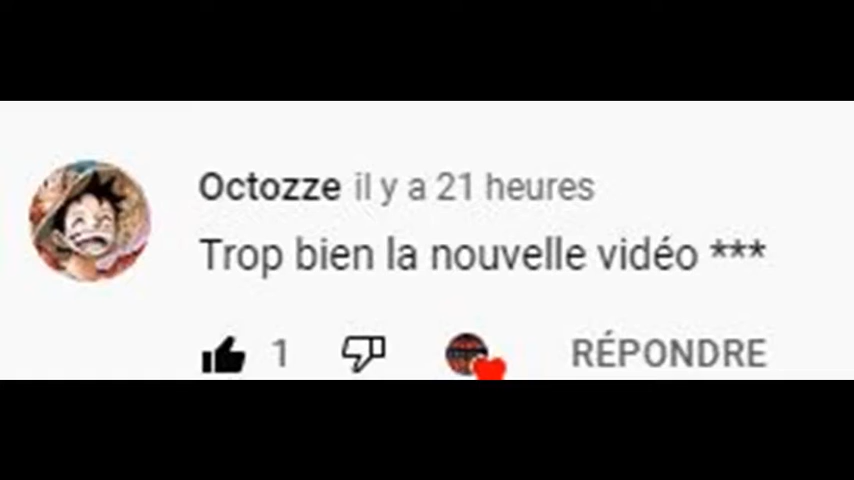 Octozze il y a 21 heures
Trop bien la nouvelle vidéo ***
1 RÉPONDRE